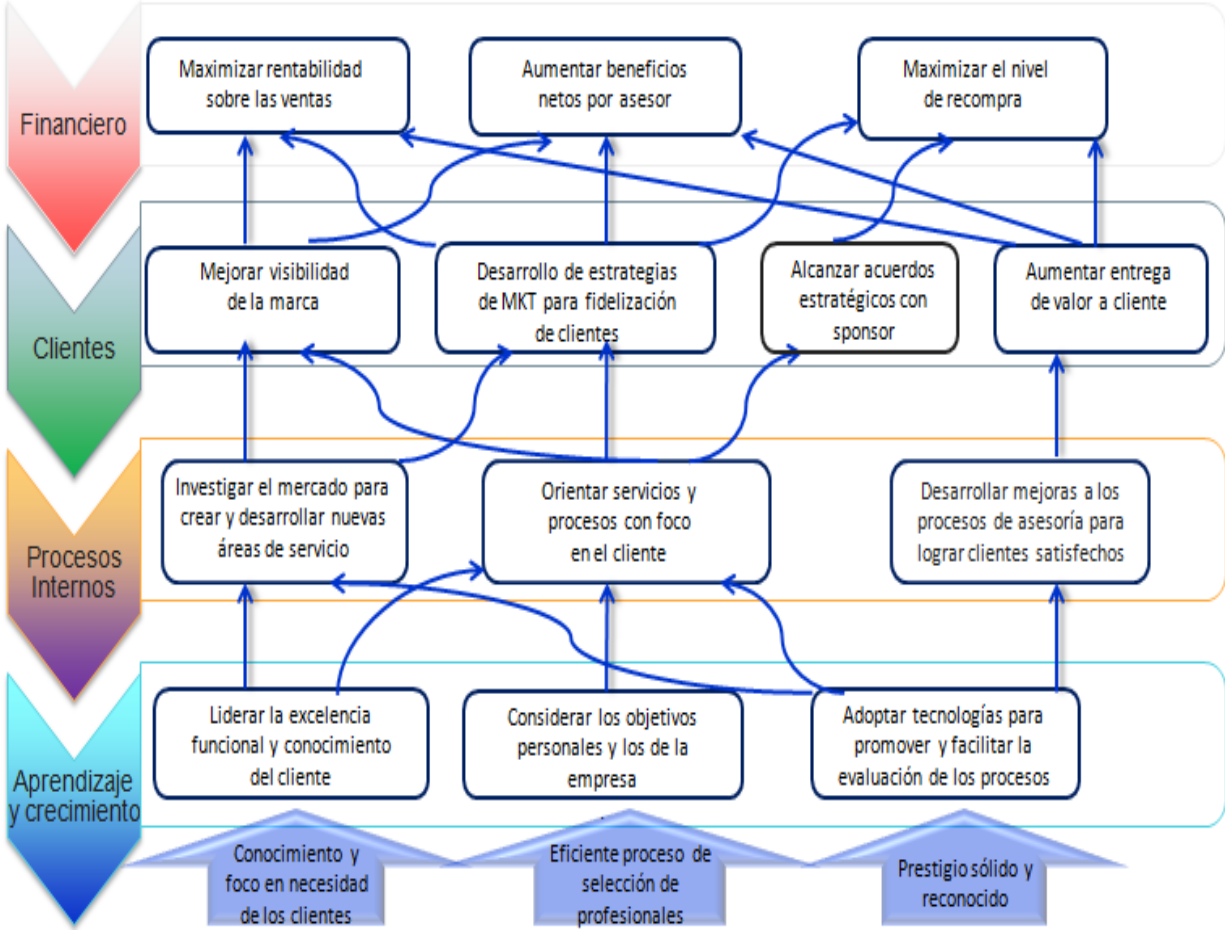 Financiero
Maximizar rentabilidad
sobre las ventas
Aumentar beneficios
netos por asesor
Maximizar el nivel
de recompra
Clientes
Mejorar visibilidad
de la marca
Desarrollo de estrategias
de MKT para fidelización
de clientes
Alcanzar acuerdos
estratégicos con
sponsor
Aumentar entrega
de valor a cliente
Procesos
Internos
Investigar el mercado para
crear y desarrollar nuevas
áreas de servicio
Orientar servicios y
procesos con foco
en el cliente
Desarrollar mejoras a los
procesos de asesoría para
lograr clientes satisfechos
Aprendizaje
y crecimiento
Liderar la excelencia
funcional y conocimiento
del cliente
Considerar los objetivos
personales y los de la
empresa
.
Adoptar tecnologías para
promover y facilitar la
evaluación de los procesos
Conocimiento y
foco en necesidad
de los clientes
Eficiente proceso de
selección de
profesionales
Prestigio sólido y
reconocido